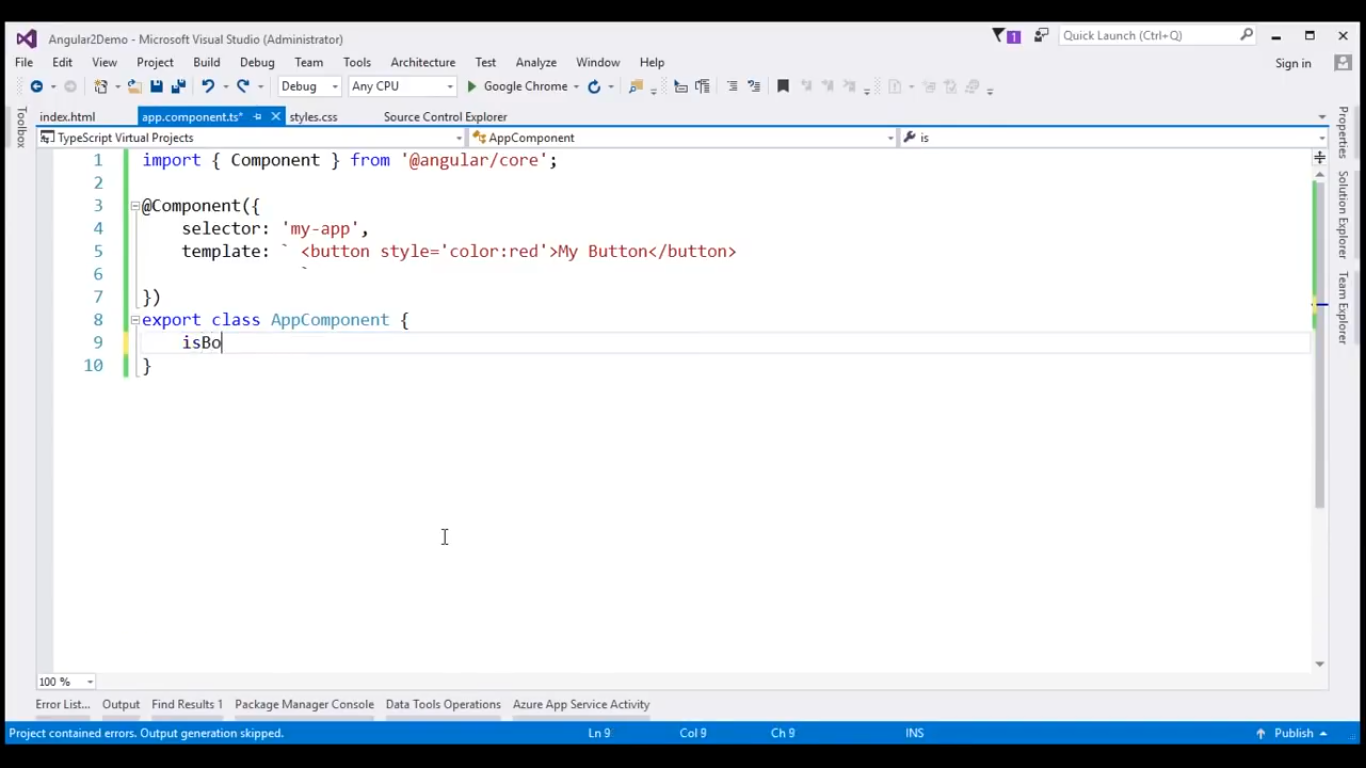 Angular2Demo - Microsoft Visual Studio (Administrator)
1
Quick Launch (Ctrl+Q)
File Edit View Project Build Debug Team Tools Architecture Test Analyze Window Help
Sign in
Debug Any CPU Google Chrome
index.html app.component.ts* styles.css Source Control Explorer
TypeScript Virtual Projects AppComponent is
Toolbox
Properties
Solution Explorer
Team Explorer
1 import { Component } from '@angular/core';
2
3 @Component({
4 selector: 'my-app',
5 template: ` <button style='color:red'>My Button</button>
6 `
7 })
8 export class AppComponent {
9 isBo
10 }
100 %
Error List... Output Find Results 1 Package Manager Console Data Tools Operations Azure App Service Activity
Project contained errors. Output generation skipped. Ln 9 Col 9 Ch 9 INS Publish